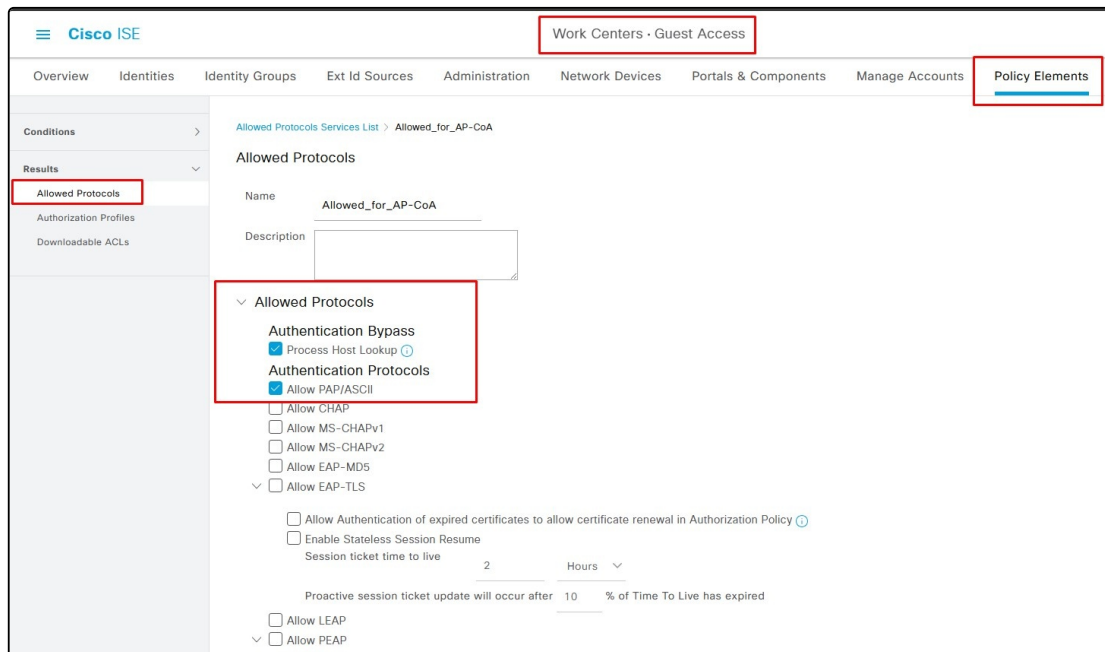 Cisco ISE
Work Centers · Guest Access
Overview Identities Identity Groups Ext Id Sources Administration Network Devices Portals & Components Manage Accounts Policy Elements
Conditions
Results
Allowed Protocols
Authorization Profiles
Downloadable ACLs
Allowed Protocols Services List > Allowed_for_AP-CoA
Allowed Protocols
Name Allowed_for_AP-CoA
Description
Allowed Protocols
Authentication Bypass
Process Host Lookup
Authentication Protocols
Allow PAP/ASCII
Allow CHAP
Allow MS-CHAPv1
Allow MS-CHAPv2
Allow EAP-MD5
Allow EAP-TLS
Allow Authentication of expired certificates to allow certificate renewal in Authorization Policy
Enable Stateless Session Resume
Session ticket time to live 2 Hours
Proactive session ticket update will occur after 10 % of Time To Live has expired
Allow LEAP
Allow PEAP